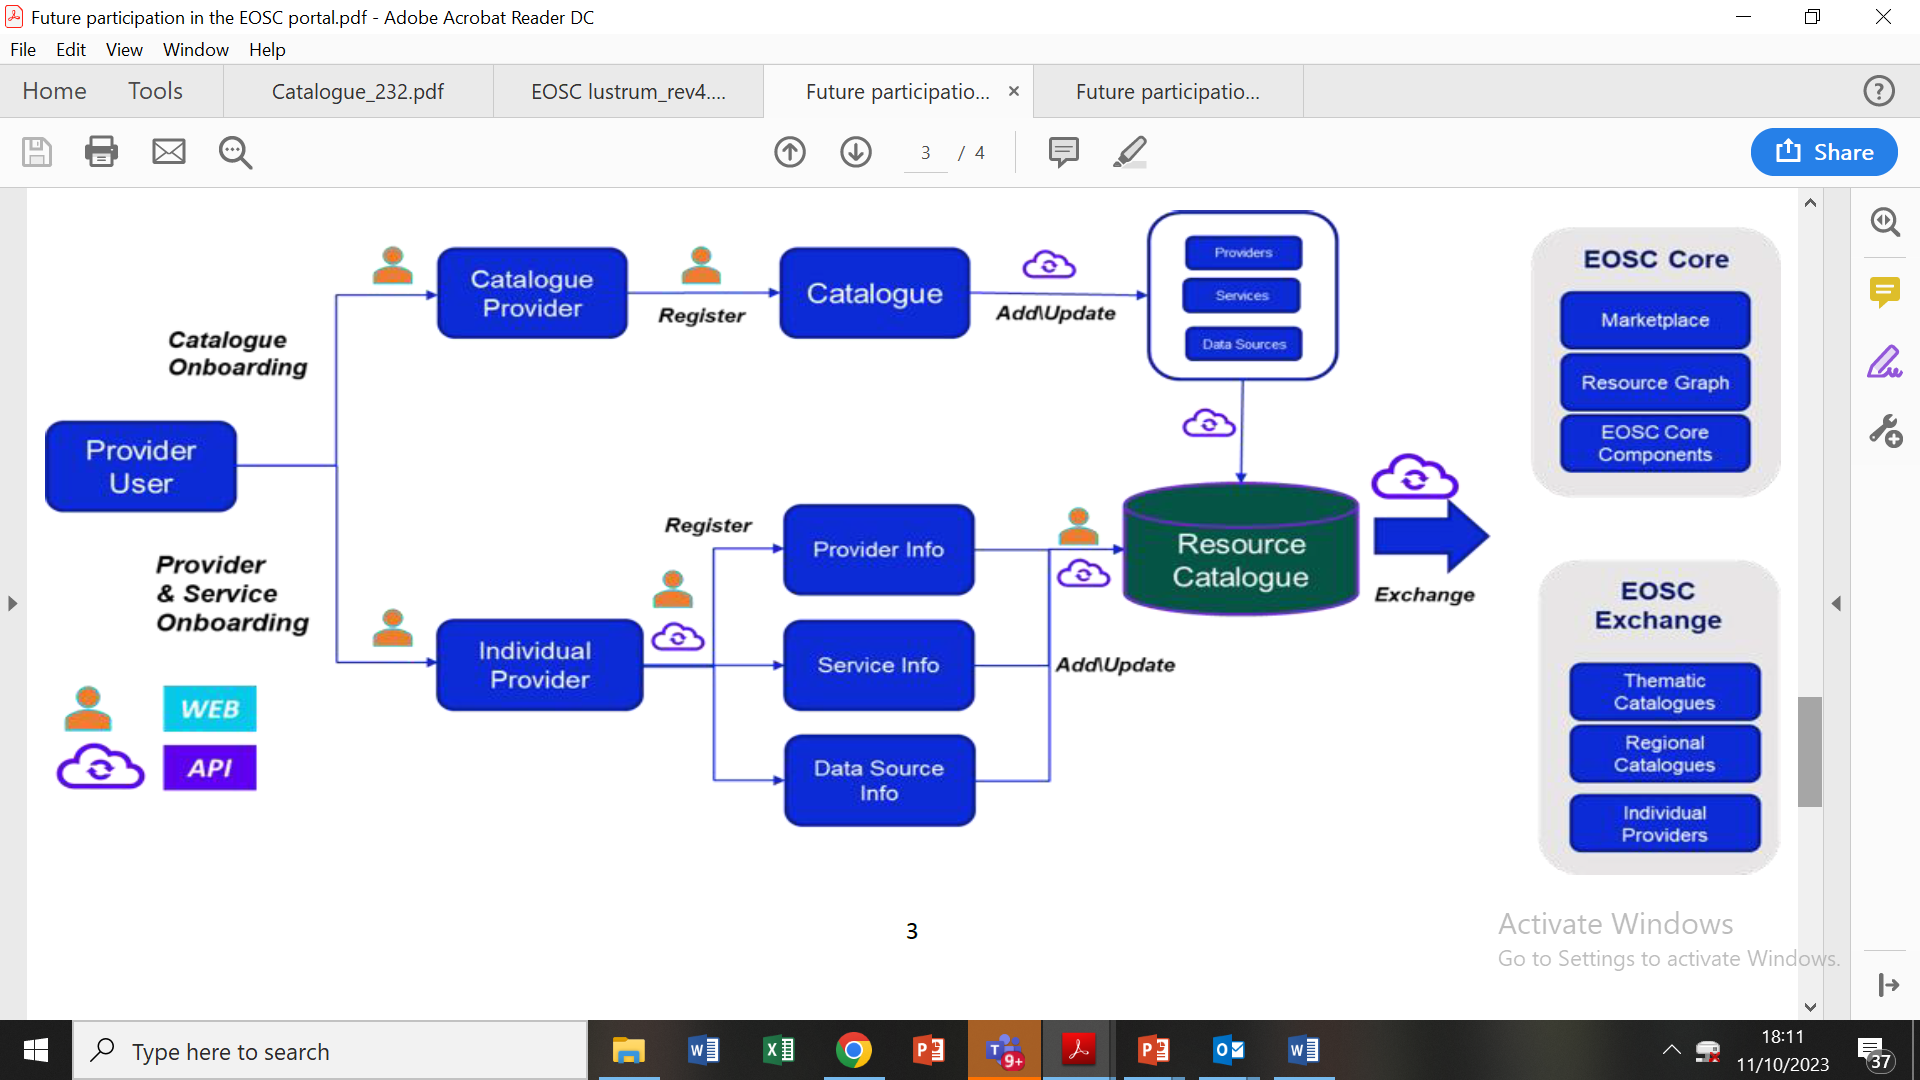 Future participation in the EOSC portal.pdf - Adobe Acrobat Reader DC
File Edit View Window Help
Home Tools Catalogue_232.pdf EOSC lustrum_rev4.... Future participatio... × Future participatio...
3 / 4
Share
Catalogue
Onboarding
Provider
User
Provider
& Service
Onboarding
WEB
API
Catalogue
Provider
Register
Catalogue
Add\Update
Providers
Services
Data Sources
Individual
Provider
Register
Provider Info
Service Info
Data Source
Info
Add\Update
Resource
Catalogue
Exchange
EOSC Core
Marketplace
Resource Graph
EOSC Core
Components
EOSC
Exchange
Thematic
Catalogues
Regional
Catalogues
Individual
Providers
3
Activate Windows
Go to Settings to activate Windows.
Type here to search
9+
18:11
11/10/2023
37